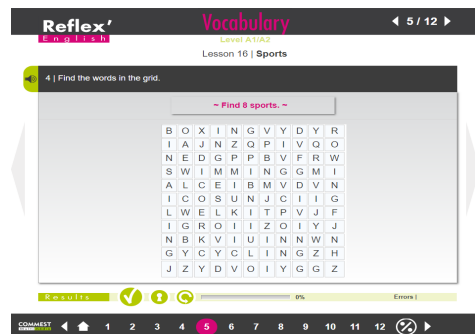 Reflex'
English
Vocabulary
Level A1/A2
5 / 12
Lesson 16 | Sports
4 | Find the words in the grid.
~ Find 8 sports. ~
B O X I N G V Y D Y R
I A J N Z Q P I V Q O
N E D G P P B V F R W
S W I M M I N G G M I
A L C E I B M V D V N
I C O S U N J C I I G
L W E L K I T P V J F
I G R O I I Z O I Y J
N B K V I U I N N W N
G Y C Y C L I N G Z H
J Z Y D V O I Y G G Z
Results
0%
Errors |
COMMEST
1 2 3 4 5 6 7 8 9 10 11 12